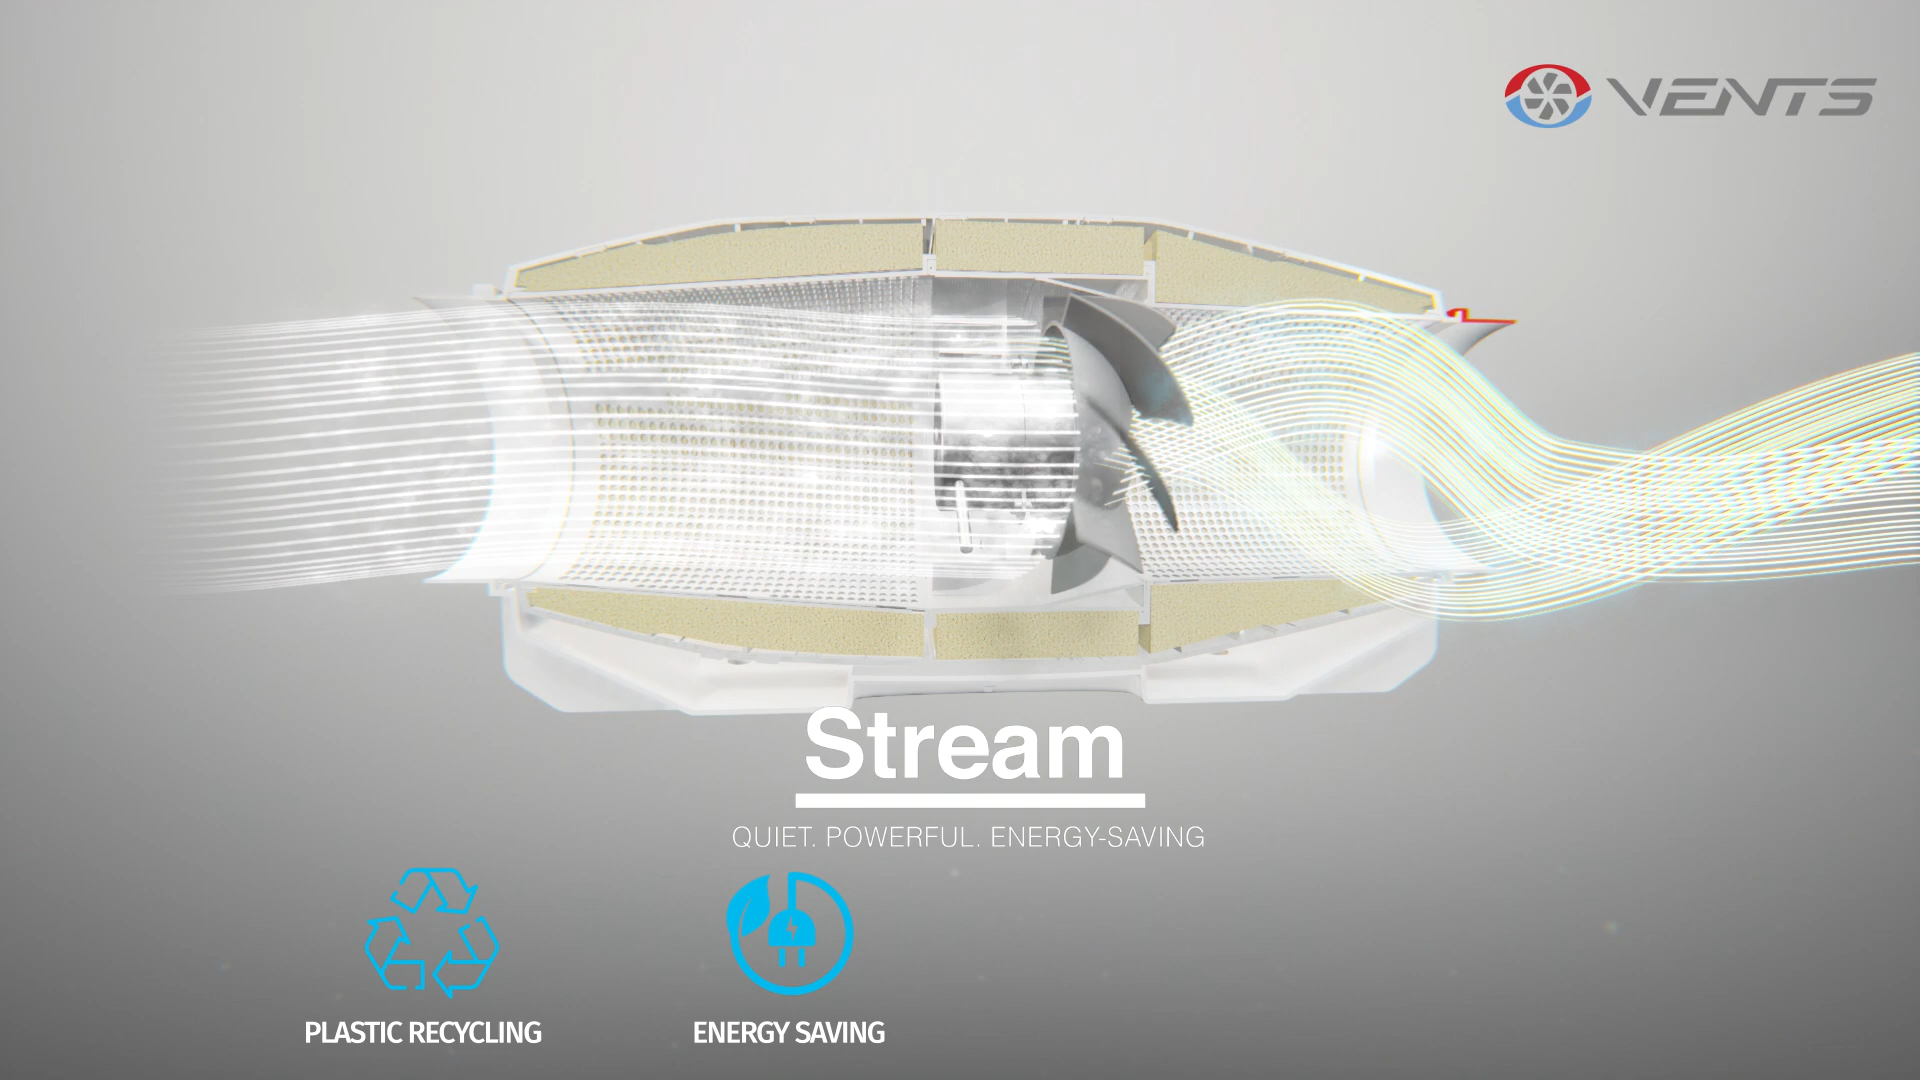 VENTS
Stream
QUIET. POWERFUL. ENERGY-SAVING
PLASTIC RECYCLING
ENERGY SAVING